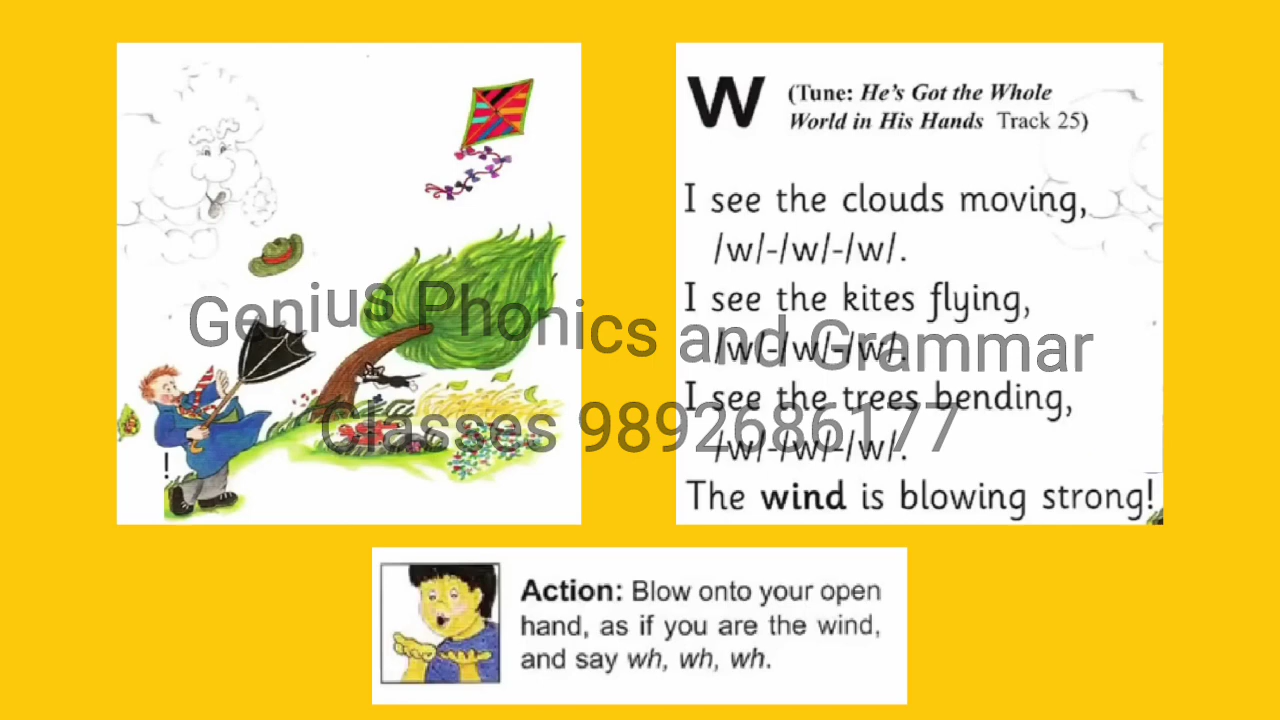 W
(Tune: He's Got the Whole
World in His Hands Track 25)
I see the clouds moving,
/w/-/w/-/w/.
I see the kites flying,
/w/-/w/-/w/.
I see the trees bending,
/w/-/w/-/w/.
The wind is blowing strong!
!
Genius Phonics and Grammar
Classes 9892686177
Action: Blow onto your open
hand, as if you are the wind,
and say wh, wh, wh.